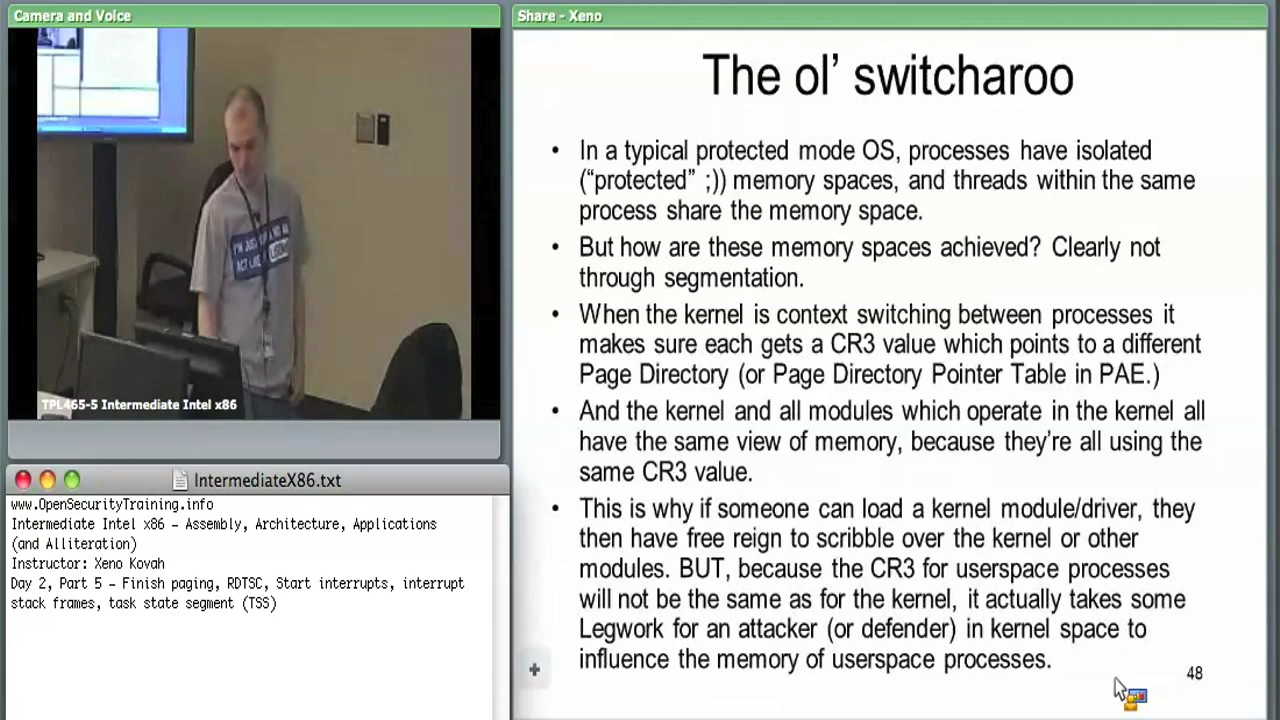 Camera and Voice
TPL465-5 Intermediate Intel x86
IntermediateX86.txt
www.OpenSecurityTraining.info
Intermediate Intel x86 – Assembly, Architecture, Applications
(and Alliteration)
Instructor: Xeno Kovah
Day 2, Part 5 – Finish paging, RDTSC, Start interrupts, interrupt
stack frames, task state segment (TSS)
Share - Xeno
The ol’ switcharoo
• In a typical protected mode OS, processes have isolated
(“protected” ;)) memory spaces, and threads within the same
process share the memory space.
• But how are these memory spaces achieved? Clearly not
through segmentation.
• When the kernel is context switching between processes it
makes sure each gets a CR3 value which points to a different
Page Directory (or Page Directory Pointer Table in PAE.)
• And the kernel and all modules which operate in the kernel all
have the same view of memory, because they’re all using the
same CR3 value.
• This is why if someone can load a kernel module/driver, they
then have free reign to scribble over the kernel or other
modules. BUT, because the CR3 for userspace processes
will not be the same as for the kernel, it actually takes some
Legwork for an attacker (or defender) in kernel space to
influence the memory of userspace processes.
48